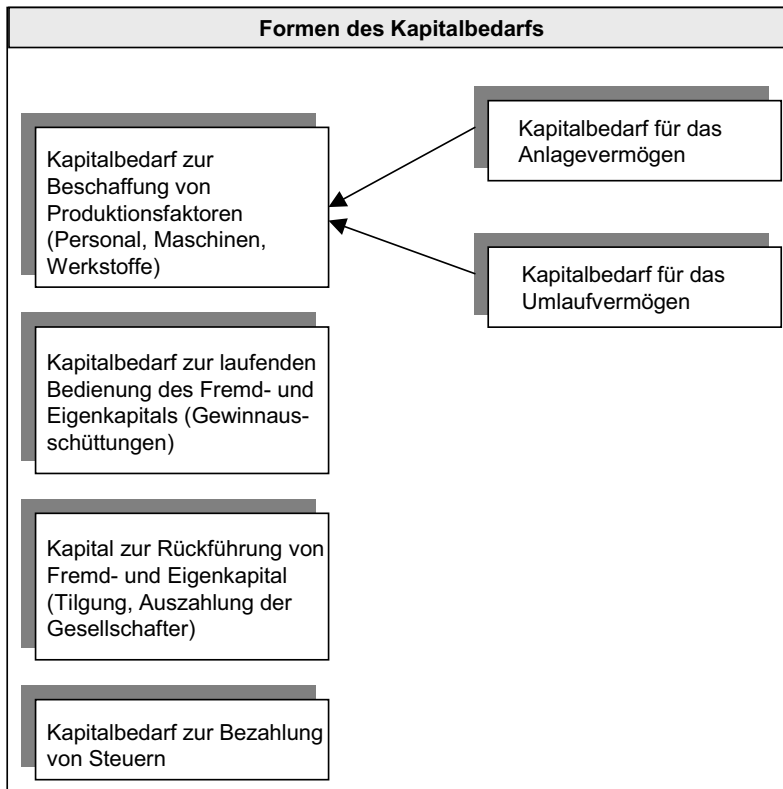 Formen des Kapitalbedarfs
Kapitalbedarf zur
Beschaffung von
Produktionsfaktoren
(Personal, Maschinen,
Werkstoffe)
Kapitalbedarf für das
Anlagevermögen
Kapitalbedarf für das
Umlaufvermögen
Kapitalbedarf zur laufenden
Bedienung des Fremd- und
Eigenkapitals (Gewinnaus-
schüttungen)
Kapital zur Rückführung von
Fremd- und Eigenkapital
(Tilgung, Auszahlung der
Gesellschafter)
Kapitalbedarf zur Bezahlung
von Steuern